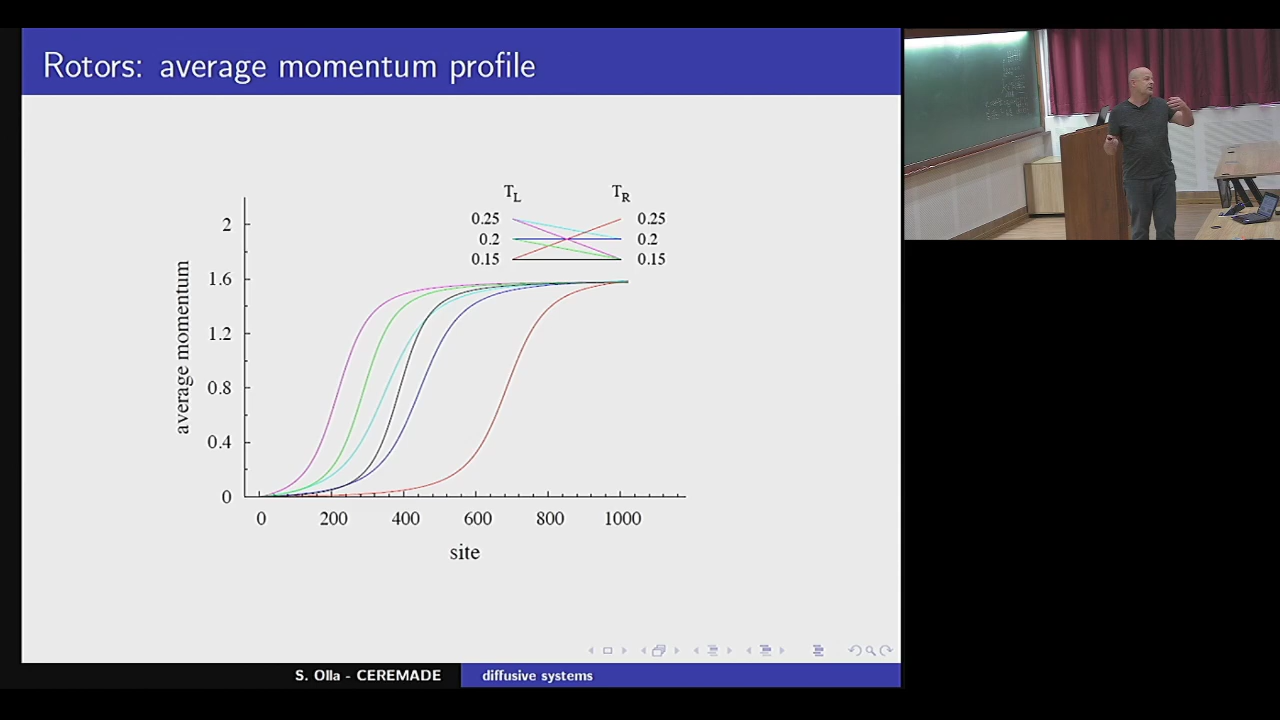 Rotors: average momentum profile
T_L T_R
0.25 0.25
0.2 0.2
0.15 0.15
2
1.6
1.2
0.8
0.4
0
average momentum
0 200 400 600 800 1000
site
S. Olla - CEREMADE diffusive systems